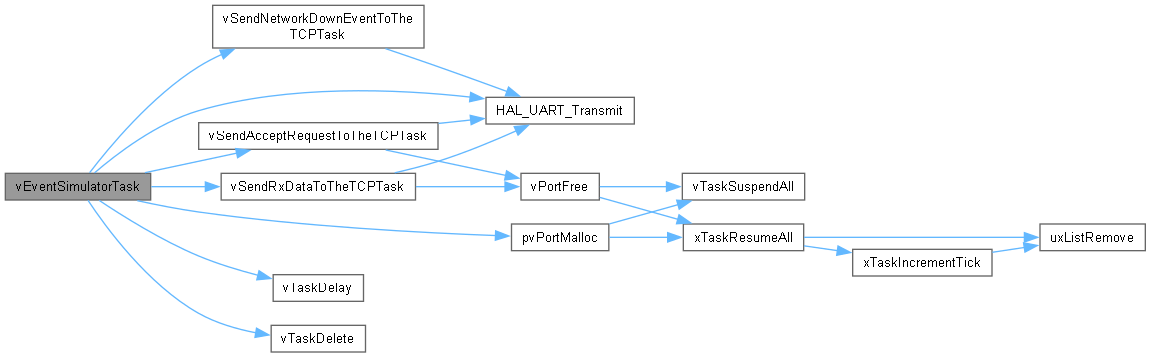 vSendNetworkDownEventToThe
TCPTask
HAL_UART_Transmit
vSendAcceptRequestToTheTCPTask
vEventSimulatorTask
vSendRxDataToTheTCPTask
vPortFree
vTaskSuspendAll
pvPortMalloc
xTaskResumeAll
uxListRemove
xTaskIncrementTick
vTaskDelay
vTaskDelete